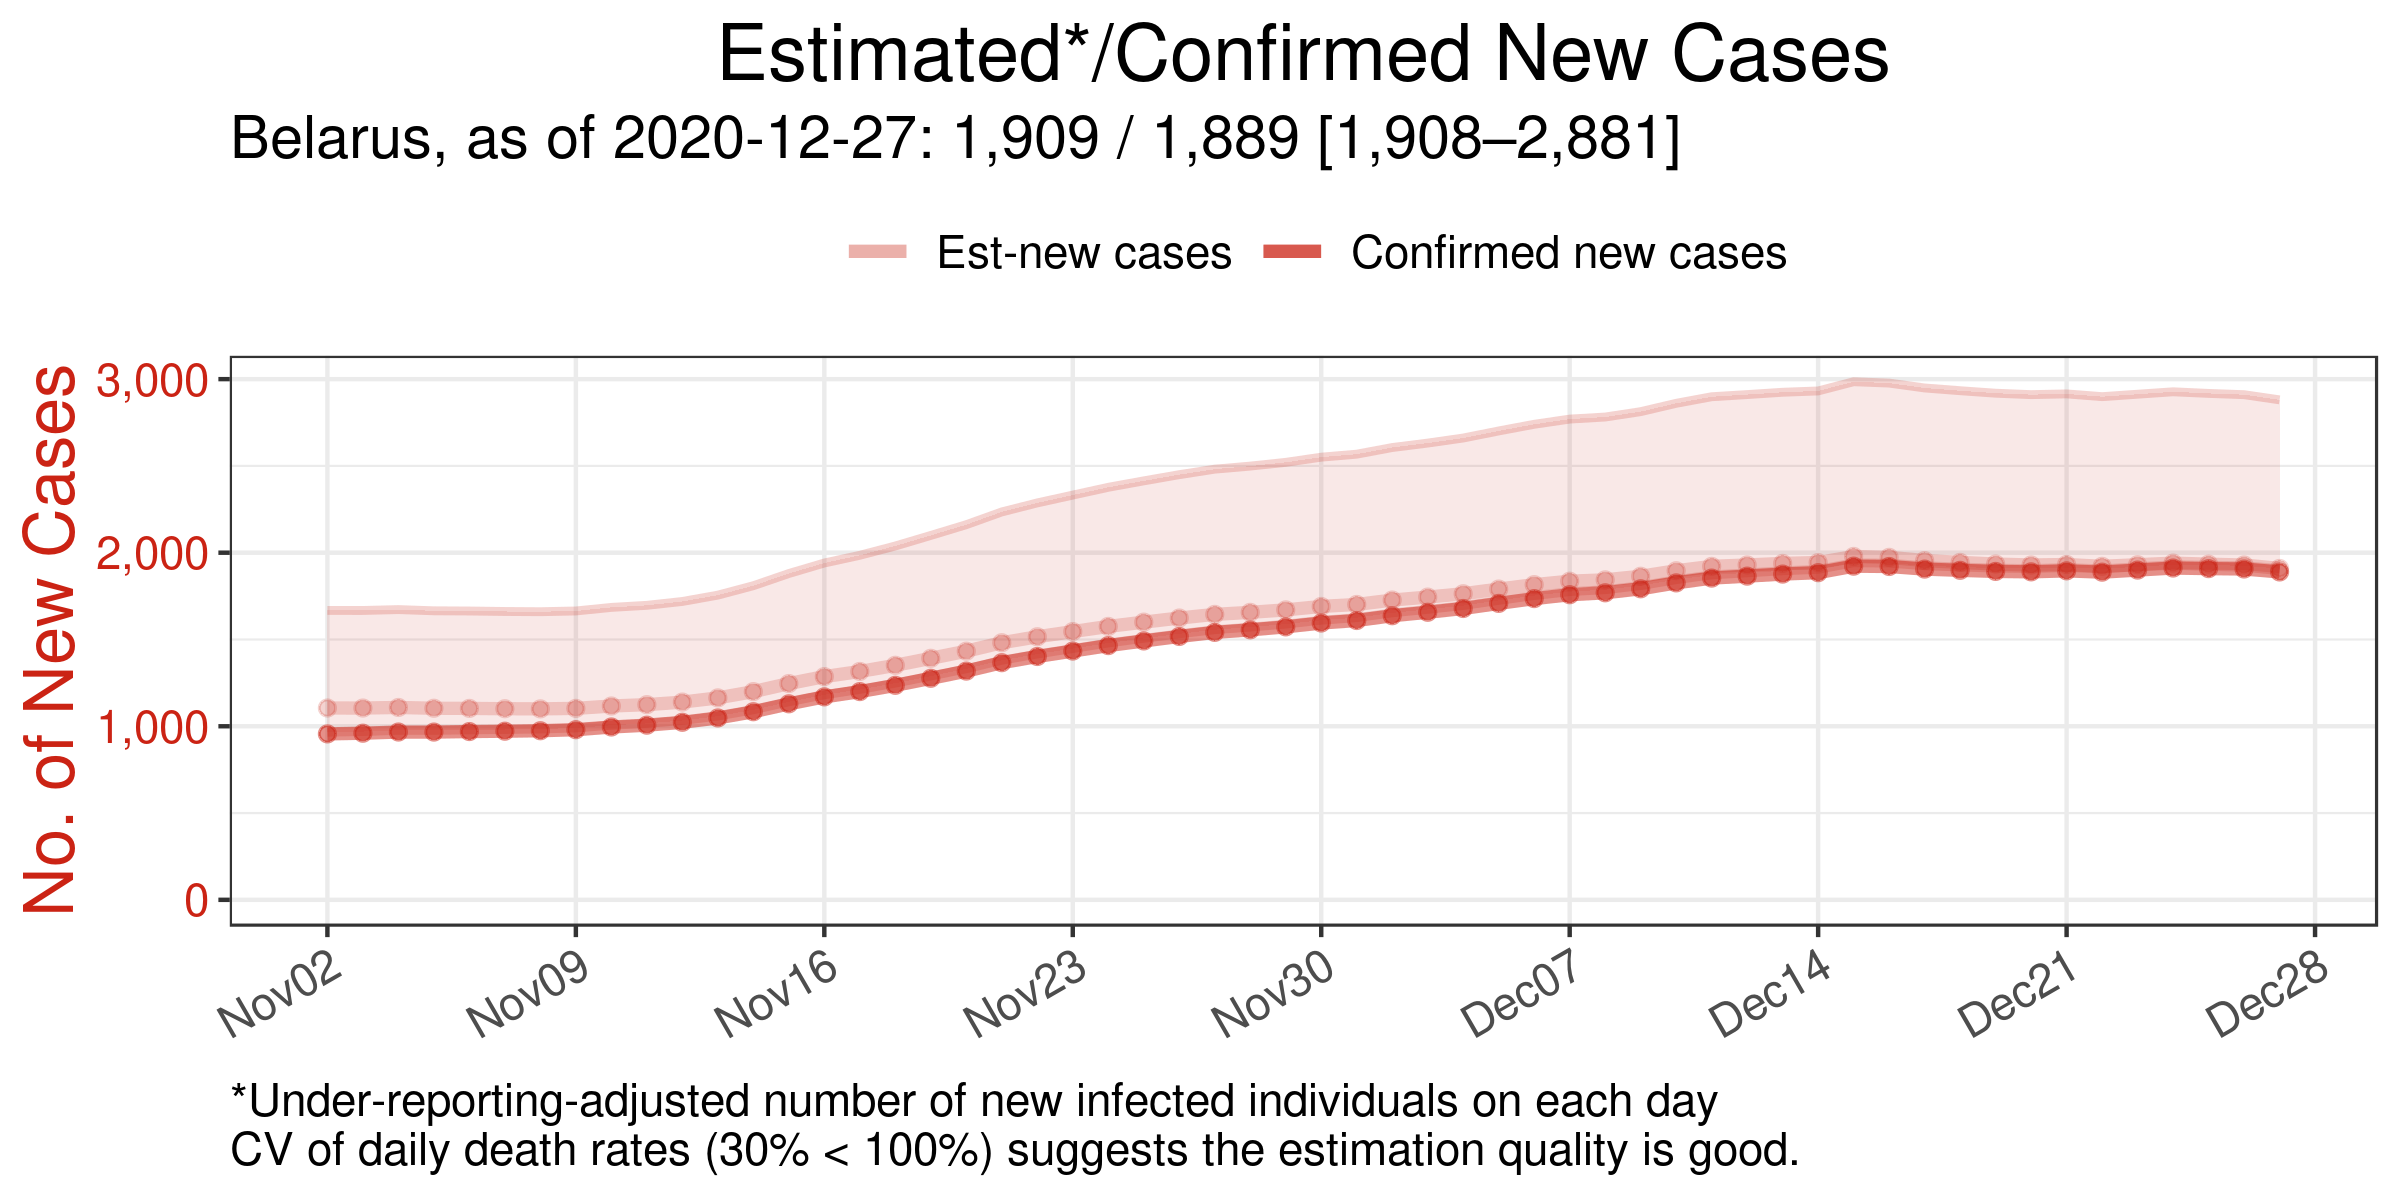 Estimated*/Confirmed New Cases
Belarus, as of 2020-12-27: 1,909 / 1,889 [1,908–2,881]
Est-new cases Confirmed new cases
No. of New Cases
3,000
2,000
1,000
0
Nov02 Nov09 Nov16 Nov23 Nov30 Dec07 Dec14 Dec21 Dec28
*Under-reporting-adjusted number of new infected individuals on each day
CV of daily death rates (30% < 100%) suggests the estimation quality is good.